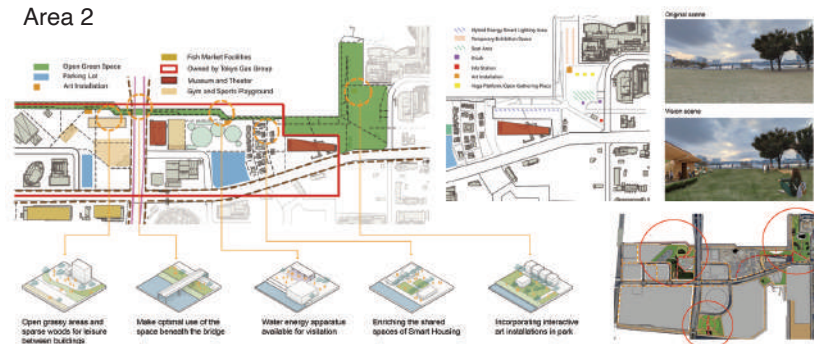 Area 2
Open Green Space
Parking Lot
Art Installation
Fish Market Facilities
Owned by Tokyo Gas Group
Museum and Theater
Gym and Sports Playground
Hybrid Energy Smart Lighting Area
Temporary Exhibition Space
Seat Area
Kiosk
Info Station
Art Installation
Yoga Platform/Open Gathering Place
Original scene
Vision scene
Open grassy areas and
sparse woods for leisure
between buildings
Make optimal use of the
space beneath the bridge
Water energy apparatus
available for visitation
Enriching the shared
spaces of Smart Housing
Incorporating interactive
art installations in park